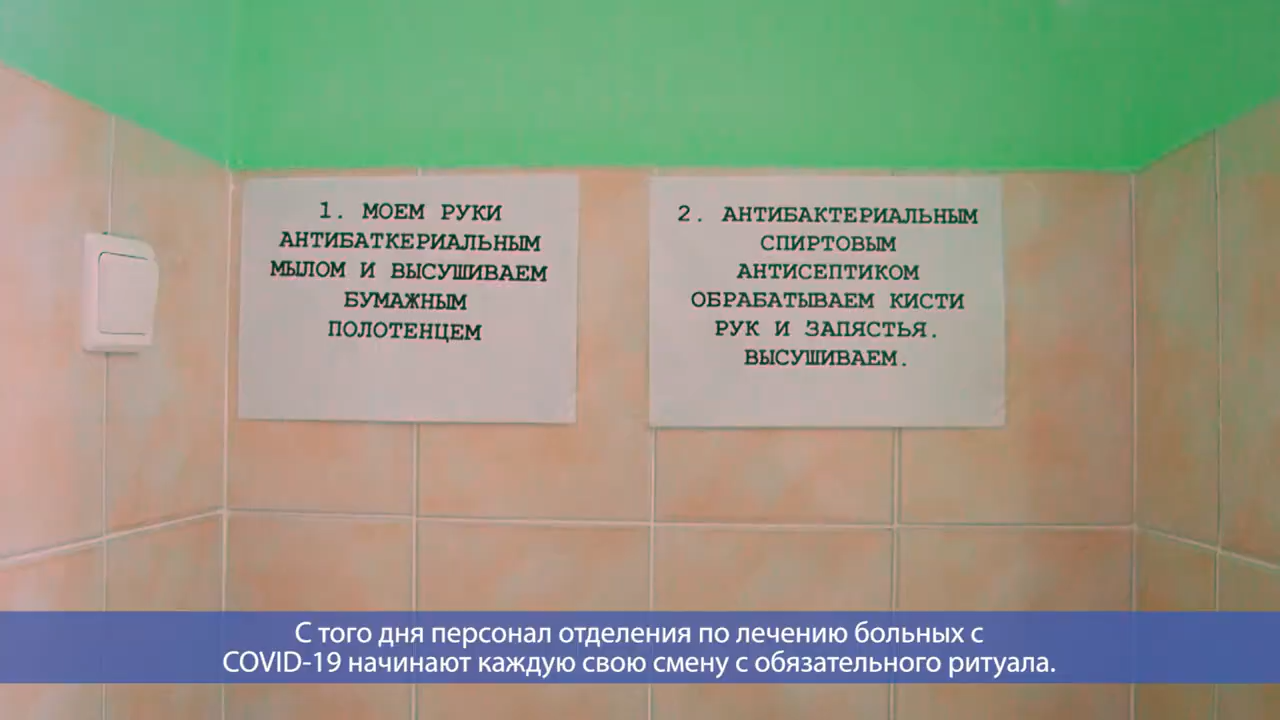 1. МОЕМ РУКИ
АНТИБАТКЕРИАЛЬНЫМ
МЫЛОМ И ВЫСУШИВАЕМ
БУМАЖНЫМ
ПОЛОТЕНЦЕМ
2. АНТИБАКТЕРИАЛЬНЫМ
СПИРТОВЫМ
АНТИСЕПТИКОМ
ОБРАБАТЫВАЕМ КИСТИ
РУК И ЗАПЯСТЬЯ.
ВЫСУШИВАЕМ.
С того дня персонал отделения по лечению больных с
COVID-19 начинают каждую свою смену с обязательного ритуала.